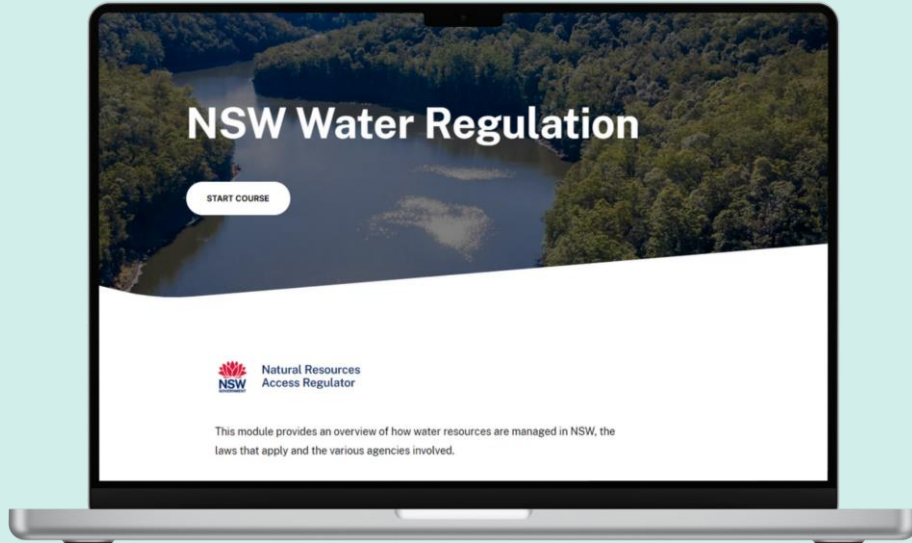 NSW Water Regulation
START COURSE
NSW
GOVERNMENT
Natural Resources
Access Regulator
This module provides an overview of how water resources are managed in NSW, the
laws that apply and the various agencies involved.